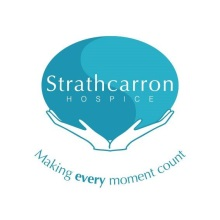 Strathcarron
HOSPICE
Making every moment count